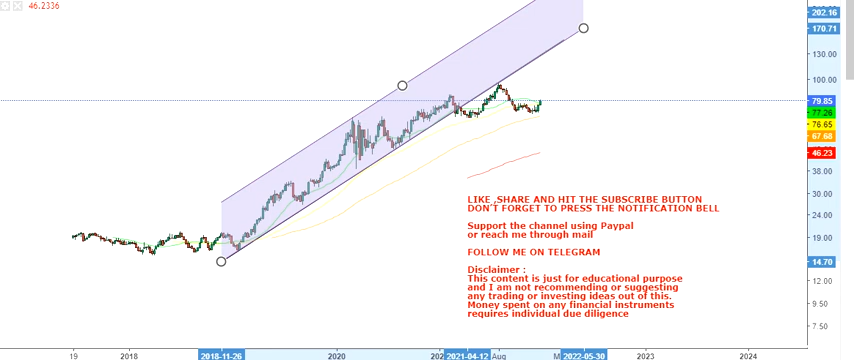 46.2336
202.16
170.71
130.00
100.00
79.85
77.26
76.65
67.68
46.23
38.00
30.00
24.00
19.00
14.70
12.00
9.50
7.50
LIKE ,SHARE AND HIT THE SUBSCRIBE BUTTON
DON'T FORGET TO PRESS THE NOTIFICATION BELL
Support the channel using Paypal
or reach me through mail
FOLLOW ME ON TELEGRAM
Disclaimer :
This content is just for educational purpose
and I am not recommending or suggesting
any trading or investing ideas out of this.
Money spent on any financial instruments
requires individual due diligence
19 2018 2018-11-26 2020 2021-04-12 Aug 2022-05-30 2023 2024